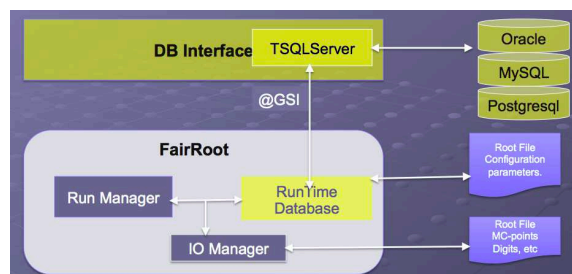 DB Interface
TSQLServer
Oracle
MySQL
Postgresql
@GSI
FairRoot
Run Manager
RunTime
Database
IO Manager
Root File
Configuration
parameters.
Root File
MC-points
Digits, etc